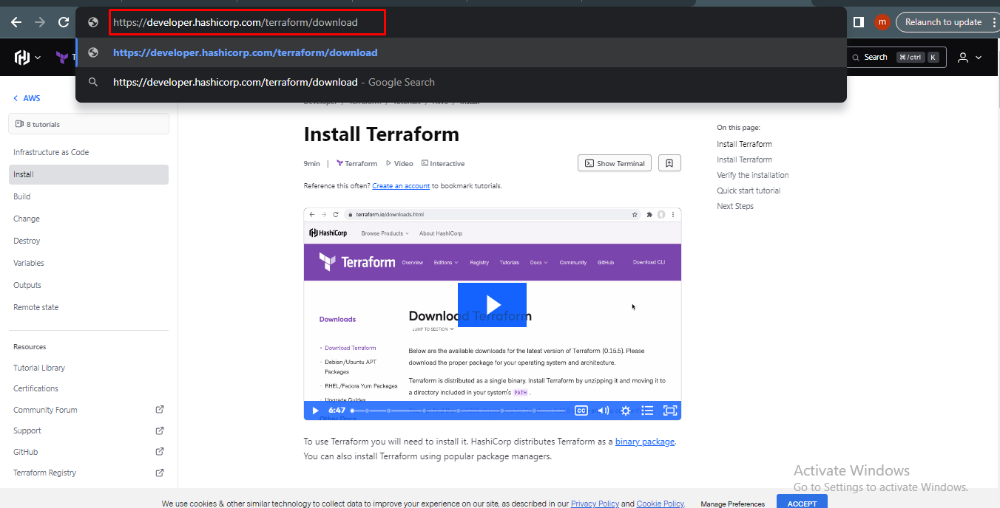 https://developer.hashicorp.com/terraform/download
m
Relaunch to update
https://developer.hashicorp.com/terraform/download
https://developer.hashicorp.com/terraform/download - Google Search
T
Search
⌘/ctrl K
AWS
8 tutorials
Infrastructure as Code
Install
Build
Change
Destroy
Variables
Outputs
Remote state
Resources
Tutorial Library
Certifications
Community Forum
Support
GitHub
Terraform Registry
Developer / Terraform / Tutorials / AWS / Install
Install Terraform
9min | Terraform Video Interactive
Show Terminal
Reference this often? Create an account to bookmark tutorials.
terraform.io/downloads.html
HashiCorp Browse Products About HashiCorp
Terraform Overview Editions Registry Tutorials Docs Community GitHub Download CLI
Downloads
Download Terraform
Debian/Ubuntu APT
Packages
RHEL/Fedora Yum Packages
Upgrade Guides
Other Docs
Download Terraform
JUMP TO SECTION
Below are the available downloads for the latest version of Terraform (0.15.5). Please
download the proper package for your operating system and architecture.
Terraform is distributed as a single binary. Install Terraform by unzipping it and moving it to
a directory included in your system's PATH .
6:47
CC
To use Terraform you will need to install it. HashiCorp distributes Terraform as a binary package.
You can also install Terraform using popular package managers.
On this page:
Install Terraform
Install Terraform
Verify the installation
Quick start tutorial
Next Steps
Activate Windows
Go to Settings to activate Windows.
We use cookies & other similar technology to collect data to improve your experience on our site, as described in our Privacy Policy and Cookie Policy.
Manage Preferences
ACCEPT